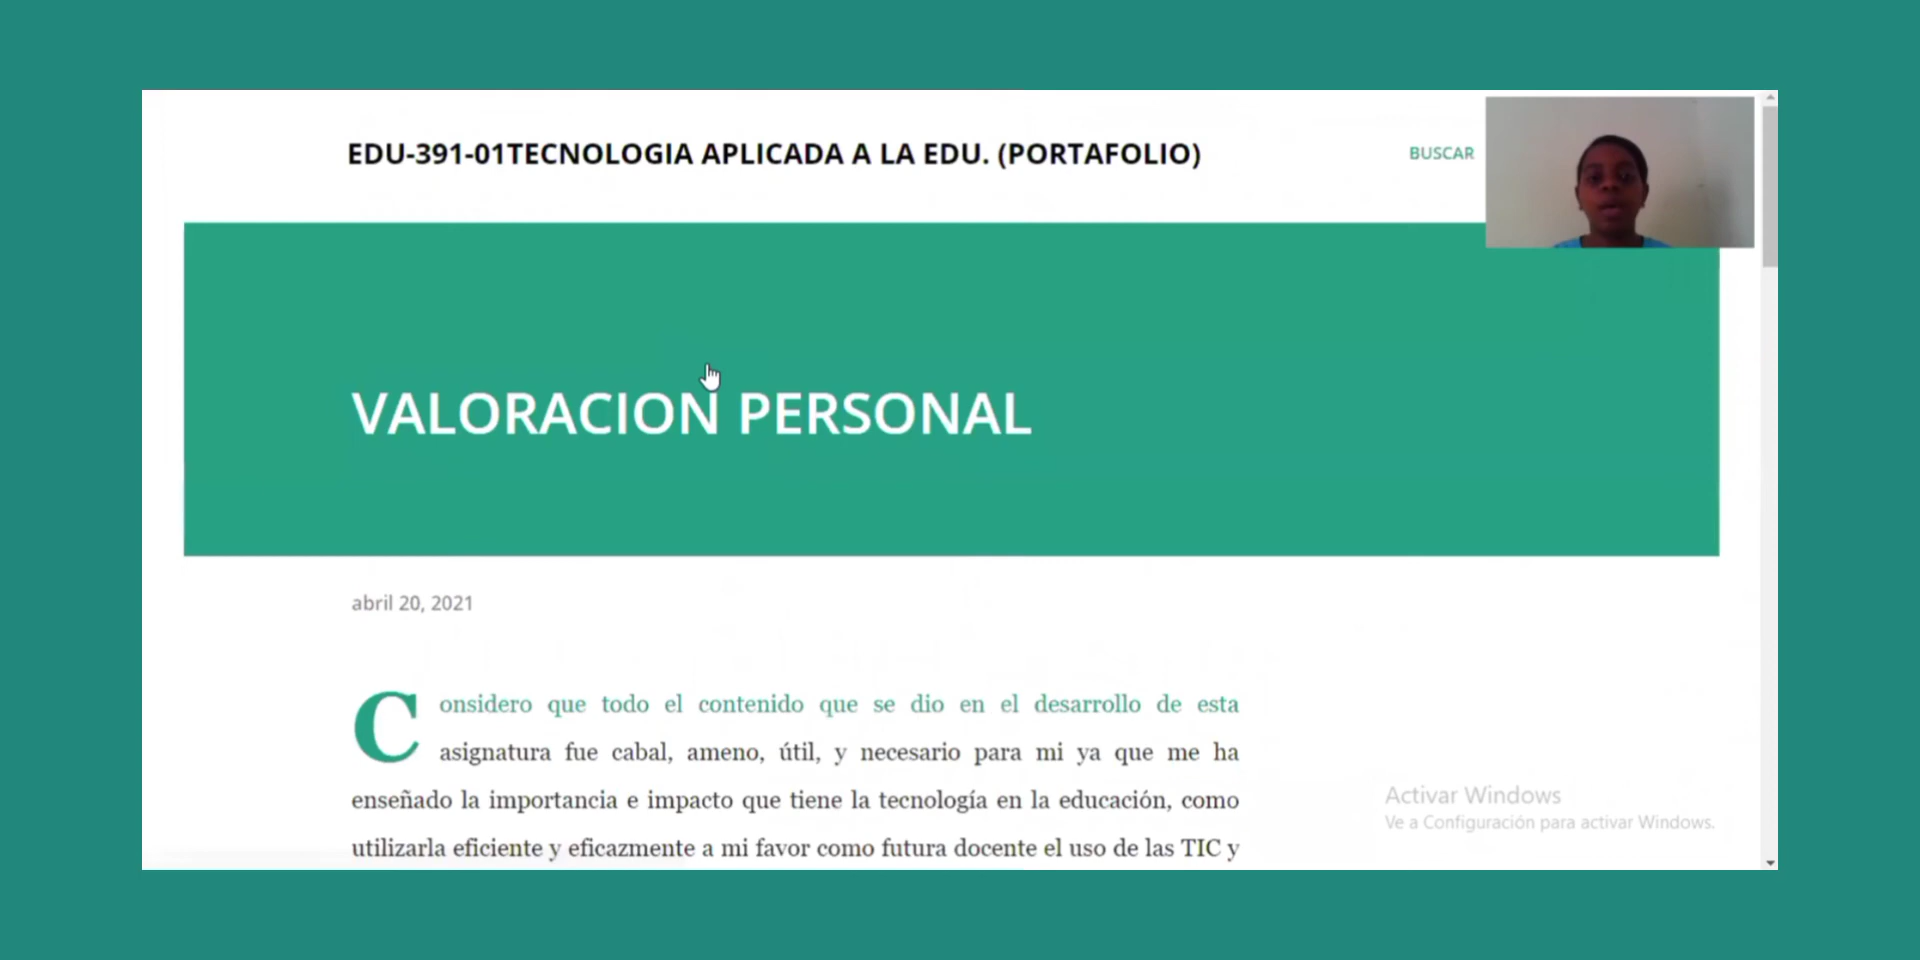 EDU-391-01TECNOLOGIA APLICADA A LA EDU. (PORTAFOLIO)
BUSCAR
VALORACION PERSONAL
abril 20, 2021
Considero que todo el contenido que se dio en el desarrollo de esta
asignatura fue cabal, ameno, útil, y necesario para mi ya que me ha
enseñado la importancia e impacto que tiene la tecnología en la educación, como
utilizarla eficiente y eficazmente a mi favor como futura docente el uso de las TIC y
Activar Windows
Ve a Configuración para activar Windows.